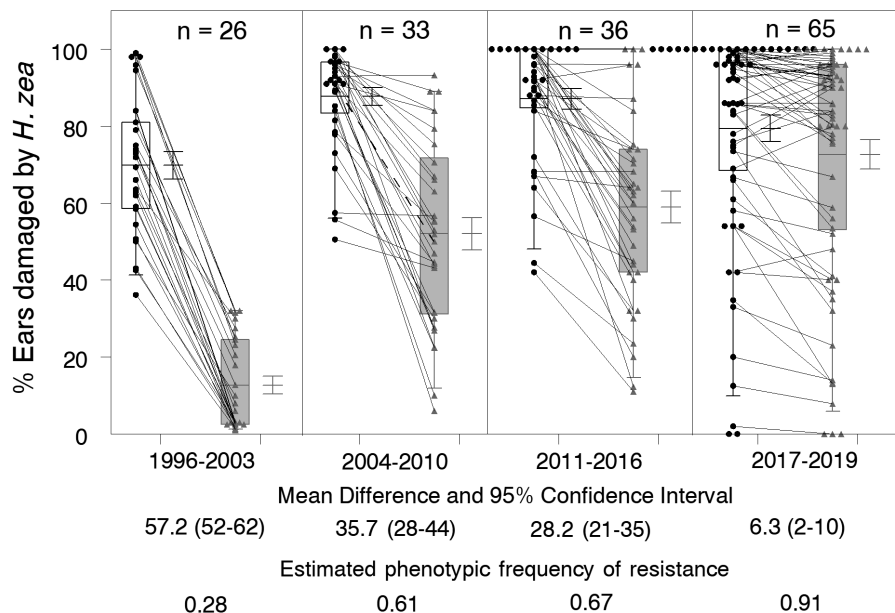 n = 26 n = 33 n = 36 n = 65
% Ears damaged by H. zea
100
80
60
40
20
0
1996-2003 2004-2010 2011-2016 2017-2019
Mean Difference and 95% Confidence Interval
57.2 (52-62) 35.7 (28-44) 28.2 (21-35) 6.3 (2-10)
Estimated phenotypic frequency of resistance
0.28 0.61 0.67 0.91